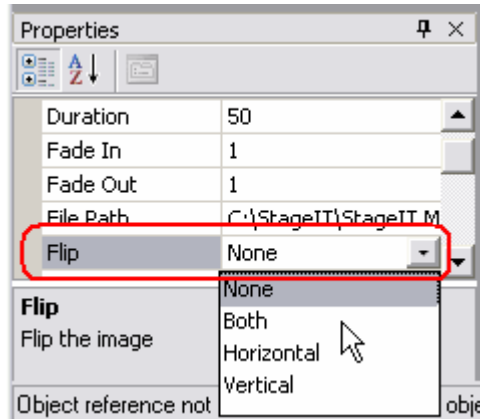 Properties
A Z
Duration 50
Fade In 1
Fade Out 1
File Path C:\StageIT\StageIT M
Flip None
None
Both
Horizontal
Vertical
Flip
Flip the image
Object reference not obje